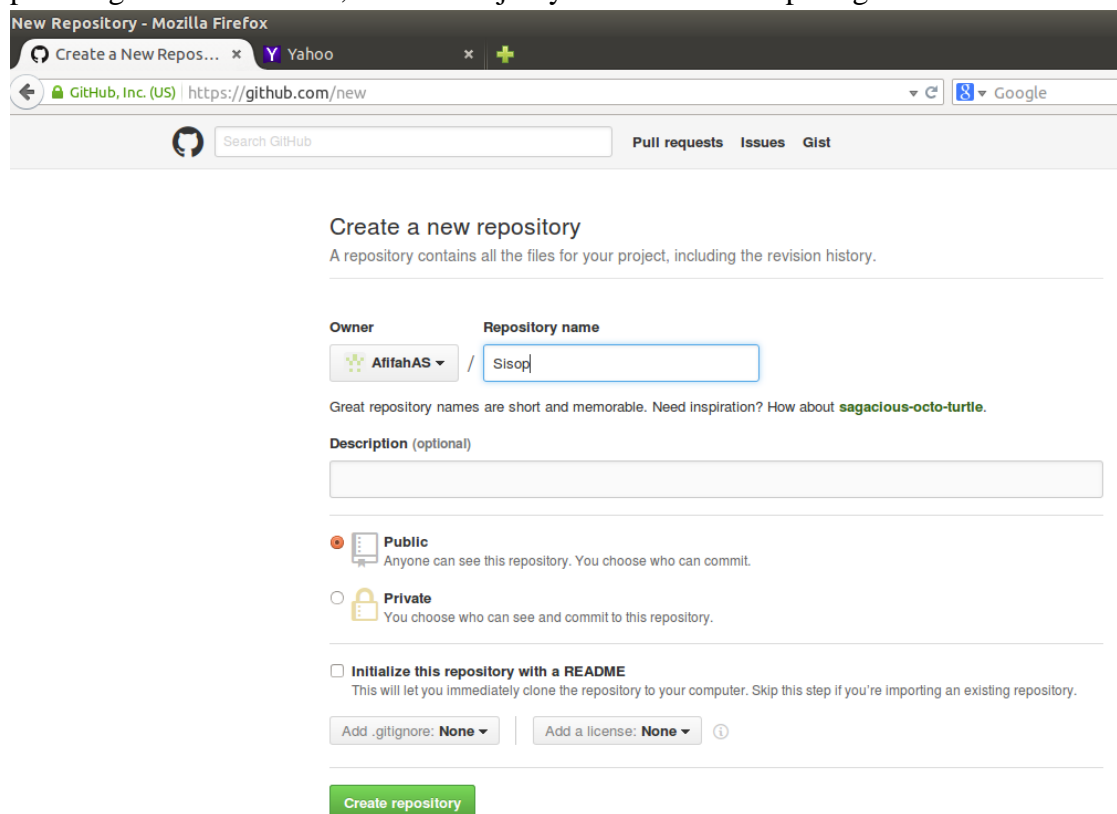 New Repository - Mozilla Firefox
Create a New Repos... × Y Yahoo ×
GitHub, Inc. (US) https://github.com/new 8 Google
Search GitHub Pull requests Issues Gist
Create a new repository
A repository contains all the files for your project, including the revision history.
Owner Repository name
AfifahAS / Sisop
Great repository names are short and memorable. Need inspiration? How about sagacious-octo-turtle.
Description (optional)
Public
Anyone can see this repository. You choose who can commit.
Private
You choose who can see and commit to this repository.
Initialize this repository with a README
This will let you immediately clone the repository to your computer. Skip this step if you're importing an existing repository.
Add .gitignore: None Add a license: None
Create repository